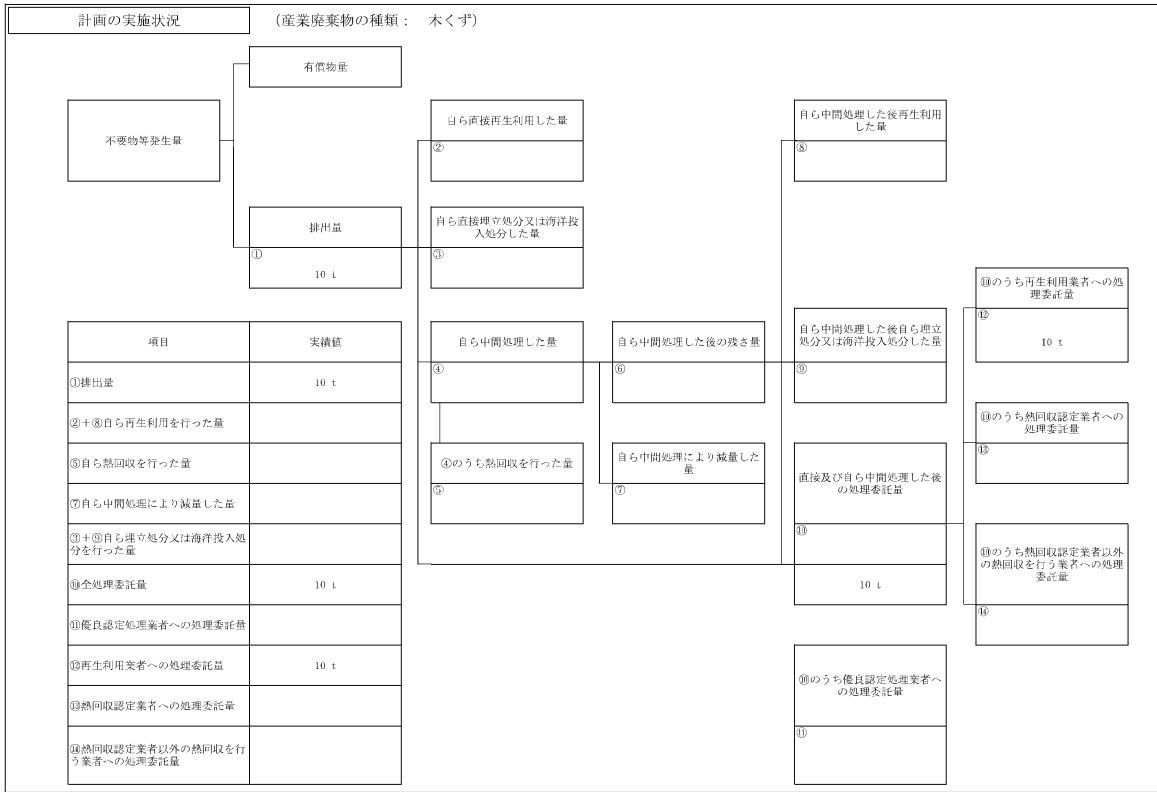 計画の実施状況
（産業廃棄物の種類： 木くず）
有償物量
不要物等発生量
排出量
①
10 t
自ら直接再生利用した量
②
自ら直接埋立処分又は海洋投
入処分した量
③
自ら中間処理した後再生利用
した量
⑧
項目 実績値
①排出量 10 t
②＋⑧自ら再生利用を行った量
⑤自ら熱回収を行った量
⑦自ら中間処理により減量した量
③＋⑨自ら埋立処分又は海洋投入処
分を行った量
⑩全処理委託量 10 t
⑪優良認定処理業者への処理委託量
⑫再生利用業者への処理委託量 10 t
⑬熱回収認定業者への処理委託量
⑭熱回収認定業者以外の熱回収を行
う業者への処理委託量
自ら中間処理した量
④
④のうち熱回収を行った量
⑤
自ら中間処理した後の残さ量
⑥
自ら中間処理により減量した
量
⑦
自ら中間処理した後自ら埋立
処分又は海洋投入処分した量
⑨
直接及び自ら中間処理した後
の処理委託量
⑩
10 t
⑩のうち優良認定処理業者へ
の処理委託量
⑪
⑩のうち再生利用業者への処
理委託量
⑫
10 t
⑩のうち熱回収認定業者への
処理委託量
⑬
⑩のうち熱回収認定業者以外
の熱回収を行う業者への処理
委託量
⑭